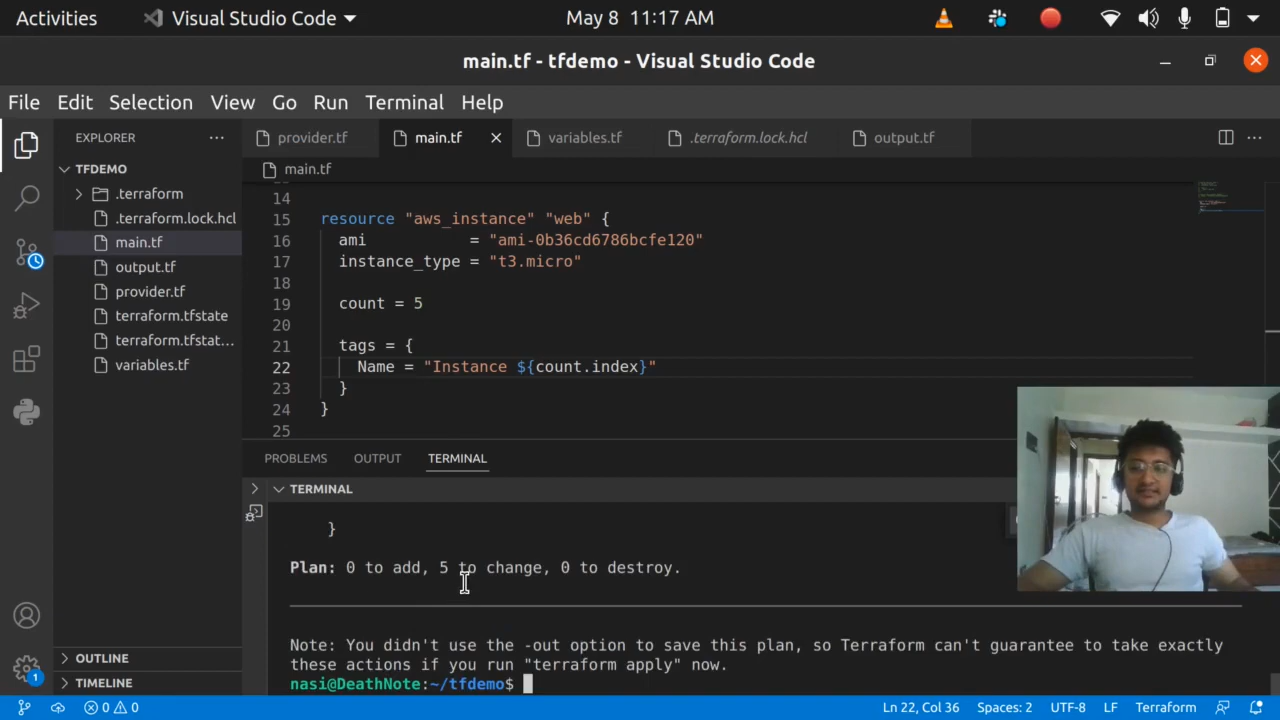 Activities
Visual Studio Code
May 8 11:17 AM
main.tf - tfdemo - Visual Studio Code
File Edit Selection View Go Run Terminal Help
EXPLORER
provider.tf
main.tf
variables.tf
.terraform.lock.hcl
output.tf
TFDEMO
.terraform
.terraform.lock.hcl
main.tf
output.tf
provider.tf
terraform.tfstate
terraform.tfstat...
variables.tf
OUTLINE
TIMELINE
main.tf
14
15 resource "aws_instance" "web" {
16 ami = "ami-0b36cd6786bcfe120"
17 instance_type = "t3.micro"
18
19 count = 5
20
21 tags = {
22 Name = "Instance ${count.index}"
23 }
24 }
25
PROBLEMS OUTPUT TERMINAL
TERMINAL
}
Plan: 0 to add, 5 to change, 0 to destroy.
Note: You didn't use the -out option to save this plan, so Terraform can't guarantee to take exactly
these actions if you run "terraform apply" now.
nasi@DeathNote:~/tfdemo$
1
0 0
Ln 22, Col 36
Spaces: 2
UTF-8
LF
Terraform